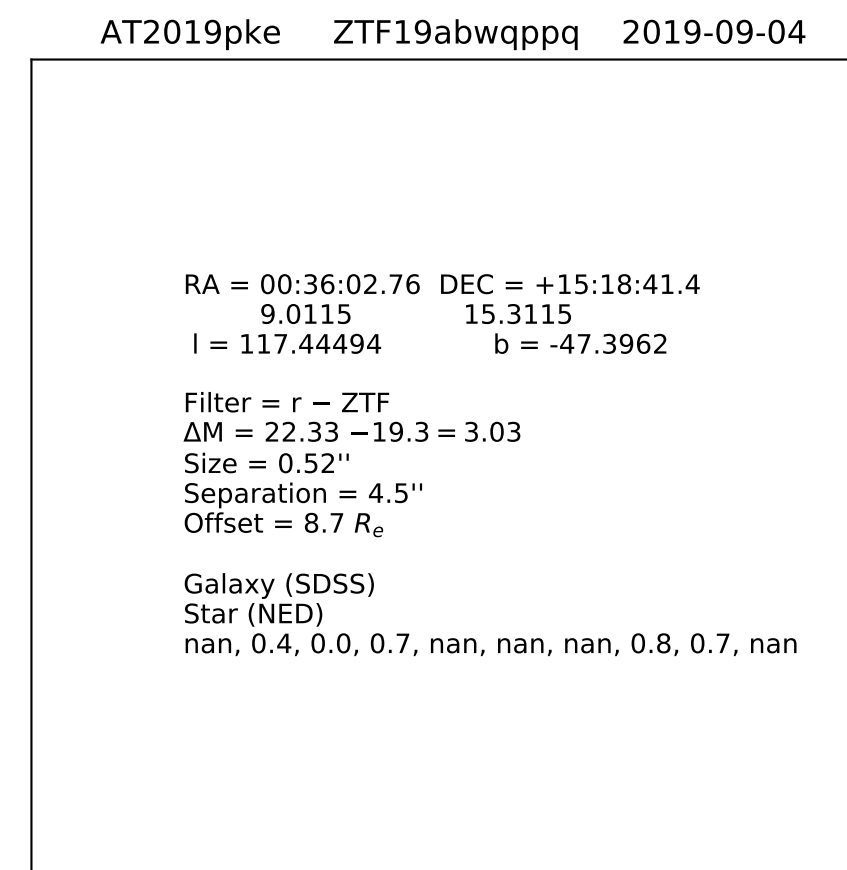 AT2019pke ZTF19abwqppq 2019-09-04
RA = 00:36:02.76 DEC = +15:18:41.4
9.0115 15.3115
l = 117.44494 b = -47.3962
Filter = r − ZTF
ΔM = 22.33 −19.3 = 3.03
Size = 0.52''
Separation = 4.5''
Offset = 8.7 Rₑ
Galaxy (SDSS)
Star (NED)
nan, 0.4, 0.0, 0.7, nan, nan, nan, 0.8, 0.7, nan